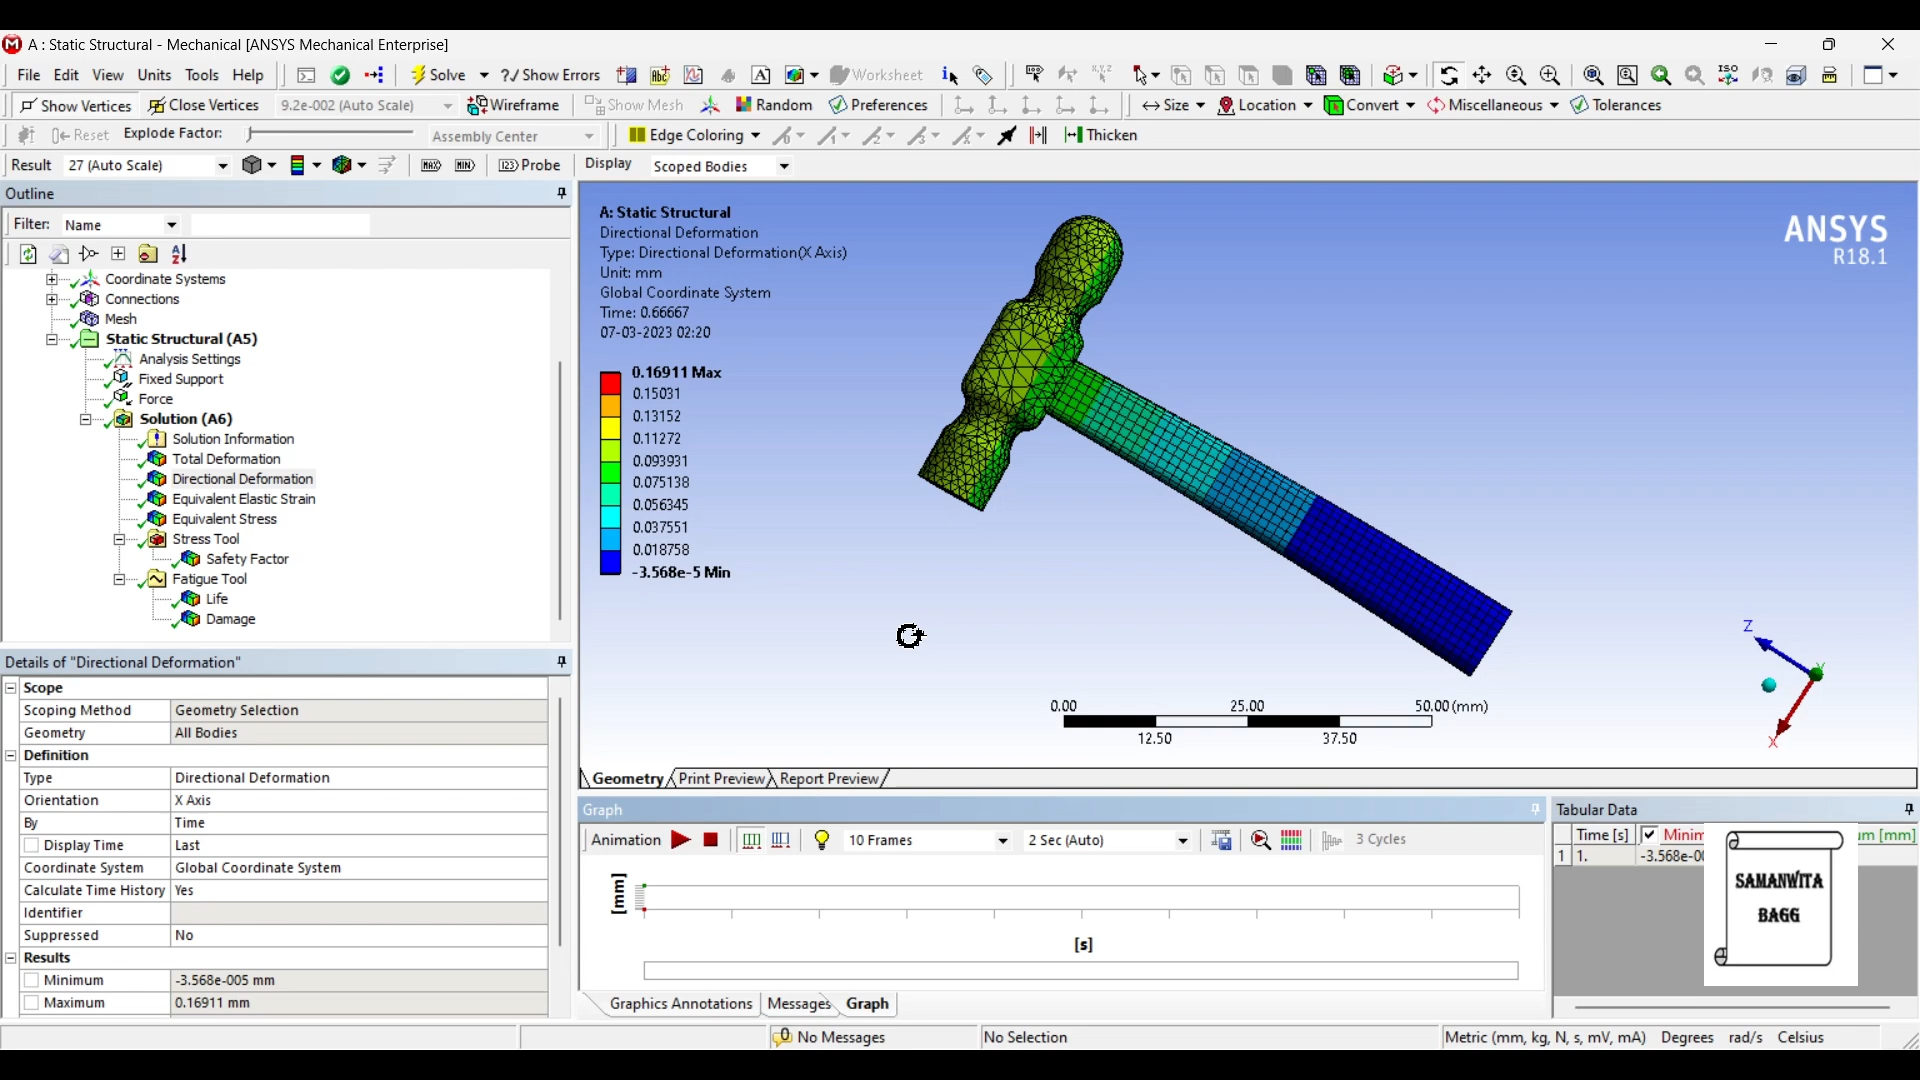 A : Static Structural - Mechanical [ANSYS Mechanical Enterprise]
File Edit View Units Tools Help Solve ?/ Show Errors Worksheet
Show Vertices Close Vertices 9.2e-002 (Auto Scale) Wireframe Show Mesh Random Preferences Size Location Convert Miscellaneous Tolerances
Reset Explode Factor: Assembly Center Edge Coloring Thicken
Result 27 (Auto Scale) MAX MIN Probe Display Scoped Bodies
Outline
Filter: Name
Coordinate Systems
Connections
Mesh
Static Structural (A5)
Analysis Settings
Fixed Support
Force
Solution (A6)
Solution Information
Total Deformation
Directional Deformation
Equivalent Elastic Strain
Equivalent Stress
Stress Tool
Safety Factor
Fatigue Tool
Life
Damage
Details of "Directional Deformation"
Scope
Scoping Method Geometry Selection
Geometry All Bodies
Definition
Type Directional Deformation
Orientation X Axis
By Time
Display Time Last
Coordinate System Global Coordinate System
Calculate Time History Yes
Identifier
Suppressed No
Results
Minimum -3.568e-005 mm
Maximum 0.16911 mm
A: Static Structural
Directional Deformation
Type: Directional Deformation(X Axis)
Unit: mm
Global Coordinate System
Time: 0.66667
07-03-2023 02:20
0.16911 Max
0.15031
0.13152
0.11272
0.093931
0.075138
0.056345
0.037551
0.018758
-3.568e-5 Min
ANSYS
R18.1
Z
Y
X
0.00 25.00 50.00 (mm)
12.50 37.50
Geometry Print Preview Report Preview
Graph
Animation 10 Frames 2 Sec (Auto) 3 Cycles
[mm]
[s]
Graphics Annotations Messages Graph
Tabular Data
Time [s] Minim um [mm]
1 1. -3.568e-00
SAMANWITA
BAGG
0 No Messages No Selection Metric (mm, kg, N, s, mV, mA) Degrees rad/s Celsius